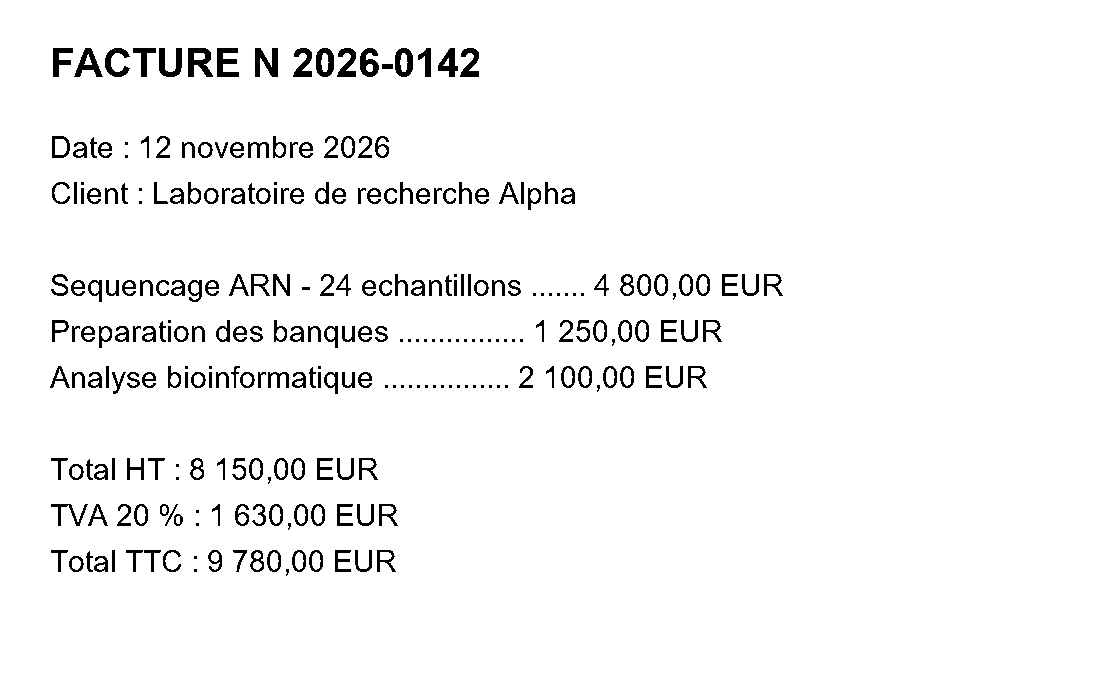 FACTURE N 2026-0142
Date : 12 novembre 2026
Client : Laboratoire de recherche Alpha
Sequencage ARN - 24 echantillons ....... 4 800,00 EUR
Preparation des banques ................ 1 250,00 EUR
Analyse bioinformatique ................ 2 100,00 EUR
Total HT : 8 150,00 EUR
TVA 20 % : 1 630,00 EUR
Total TTC : 9 780,00 EUR